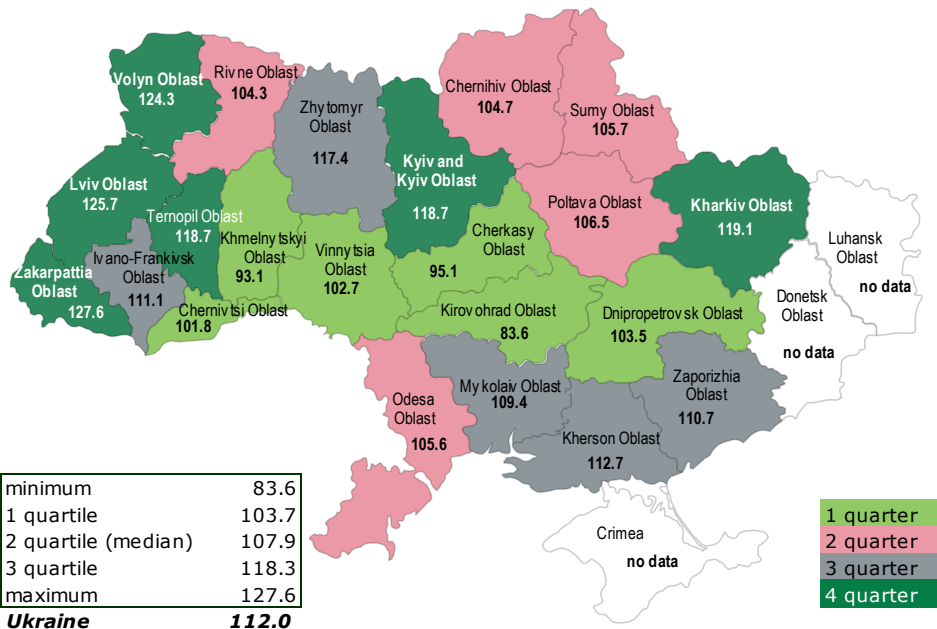 Volyn Oblast
124.3
Rivne Oblast
104.3
Zhytomyr
Oblast
117.4
Chernihiv Oblast
104.7
Sumy Oblast
105.7
Kyiv and
Kyiv Oblast
118.7
Lviv Oblast
125.7
Ternopil Oblast
118.7
Khmelnytskyi
Oblast
93.1
Vinnytsia
Oblast
102.7
Cherkasy
Oblast
95.1
Poltava Oblast
106.5
Kharkiv Oblast
119.1
Luhansk
Oblast
no data
Zakarpattia
Oblast
127.6
Ivano-Frankivsk
Oblast
111.1
Chernivtsi Oblast
101.8
Kirovohrad Oblast
83.6
Dnipropetrovsk Oblast
103.5
Donetsk
Oblast
no data
Odesa
Oblast
105.6
Mykolaiv Oblast
109.4
Kherson Oblast
112.7
Zaporizhia
Oblast
110.7
Crimea
no data
minimum 83.6
1 quartile 103.7
2 quartile (median) 107.9
3 quartile 118.3
maximum 127.6
Ukraine 112.0
1 quarter
2 quarter
3 quarter
4 quarter